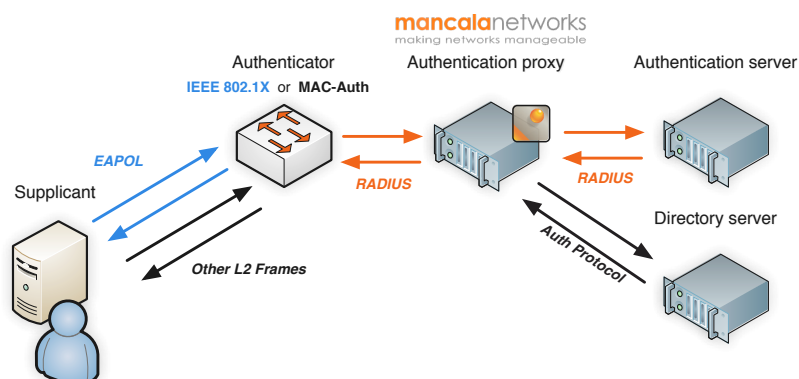 mancalanetworks
making networks manageable
Authenticator
Authentication proxy
Authentication server
IEEE 802.1X or MAC-Auth
EAPOL
RADIUS
RADIUS
Supplicant
Directory server
Auth Protocol
Other L2 Frames